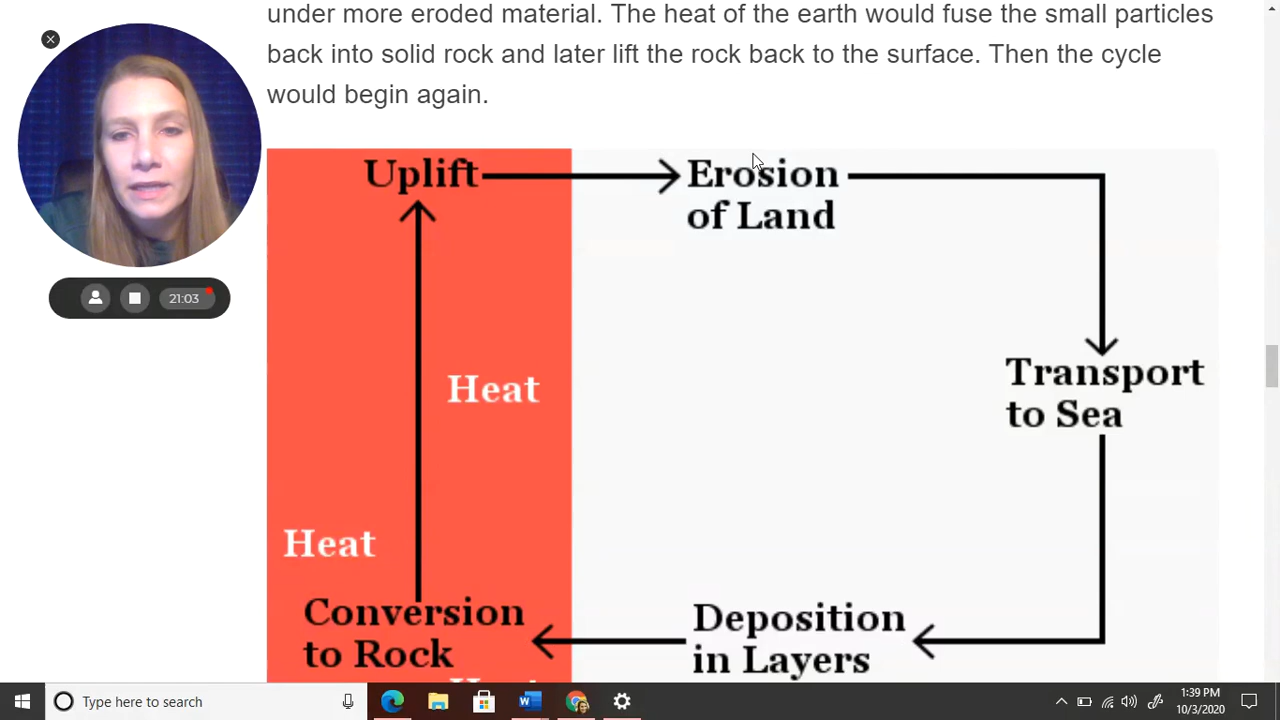 under more eroded material. The heat of the earth would fuse the small particles
back into solid rock and later lift the rock back to the surface. Then the cycle
would begin again.
21:03
Uplift
Erosion
of Land
Heat
Transport
to Sea
Heat
Conversion
to Rock
Deposition
in Layers
Type here to search
1:39 PM
10/3/2020